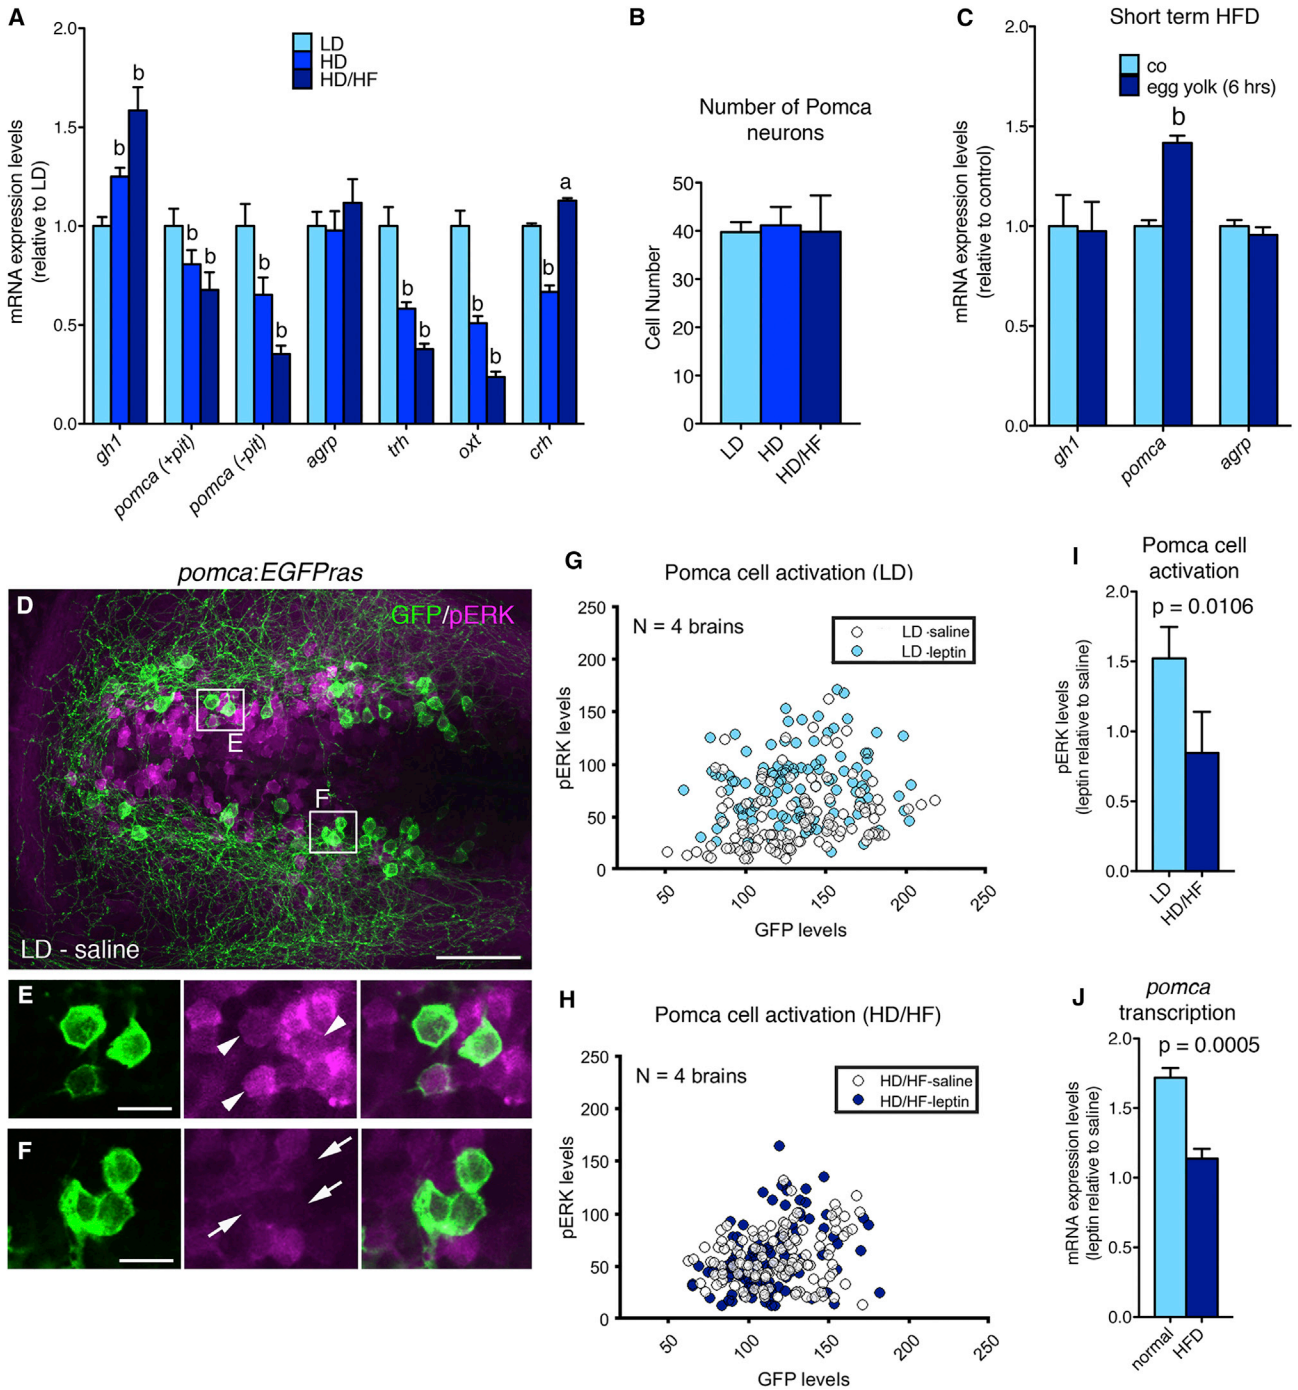 A
2.0
1.5
1.0
0.5
0.0
mRNA expression levels
(relative to LD)
LD
HD
HD/HF
b
b
b
b
b
b
b
b
b
b
b
a
gh1
pomca (+pit)
pomca (-pit)
agrp
trh
oxt
crh
B
Number of Pomca
neurons
50
40
30
20
10
0
Cell Number
LD
HD
HD/HF
C
Short term HFD
2.0
1.5
1.0
0.5
0.0
mRNA expression levels
(relative to control)
co
egg yolk (6 hrs)
b
gh1
pomca
agrp
pomca:EGFPras
D
GFP/pERK
E
F
LD - saline
E
F
G
Pomca cell activation (LD)
250
200
150
100
50
0
pERK levels
N = 4 brains
LD -saline
LD -leptin
50
100
150
200
250
GFP levels
H
Pomca cell activation (HD/HF)
250
200
150
100
50
0
pERK levels
N = 4 brains
HD/HF-saline
HD/HF-leptin
50
100
150
200
250
GFP levels
I
Pomca cell
activation
2.0
1.5
1.0
0.5
0.0
p = 0.0106
pERK levels
(leptin relative to saline)
LD
HD/HF
J
pomca
transcription
2.0
1.5
1.0
0.5
0.0
p = 0.0005
mRNA expression levels
(leptin relative to saline)
normal
HFD